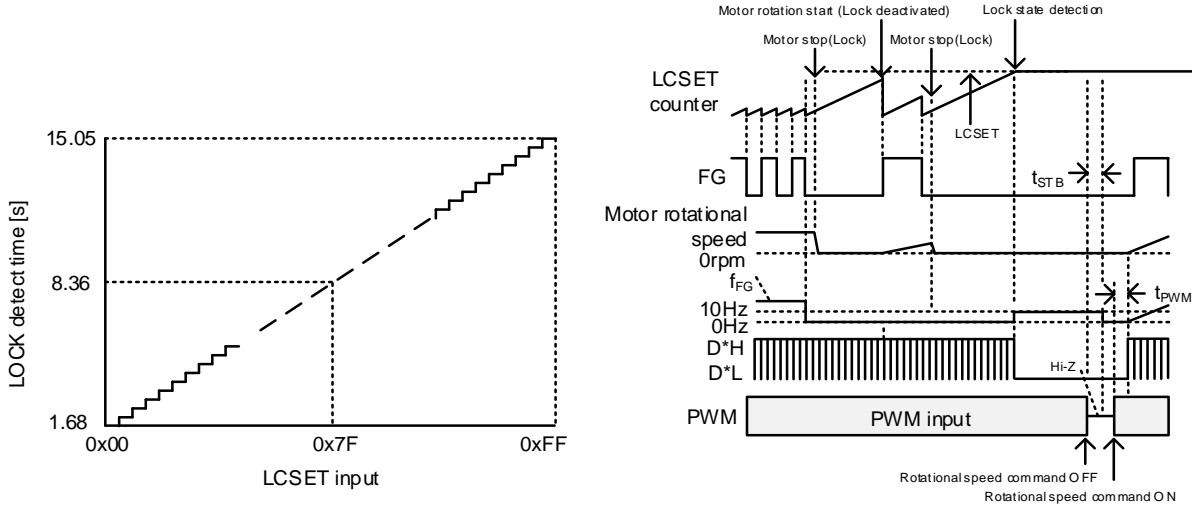 15.05
8.36
1.68
LOCK detect time [s]
0x00
0x7F
0xFF
LCSET input
Motor rotation start (Lock deactivated)
Lock state detection
Motor stop(Lock)
Motor stop(Lock)
LCSET
counter
LCSET
FG
tSTB
Motor rotational
speed
0rpm
fFG
10Hz
0Hz
tPWM
D*H
D*L
Hi-Z
PWM
PWM input
Rotational speed command OFF
Rotational speed command ON